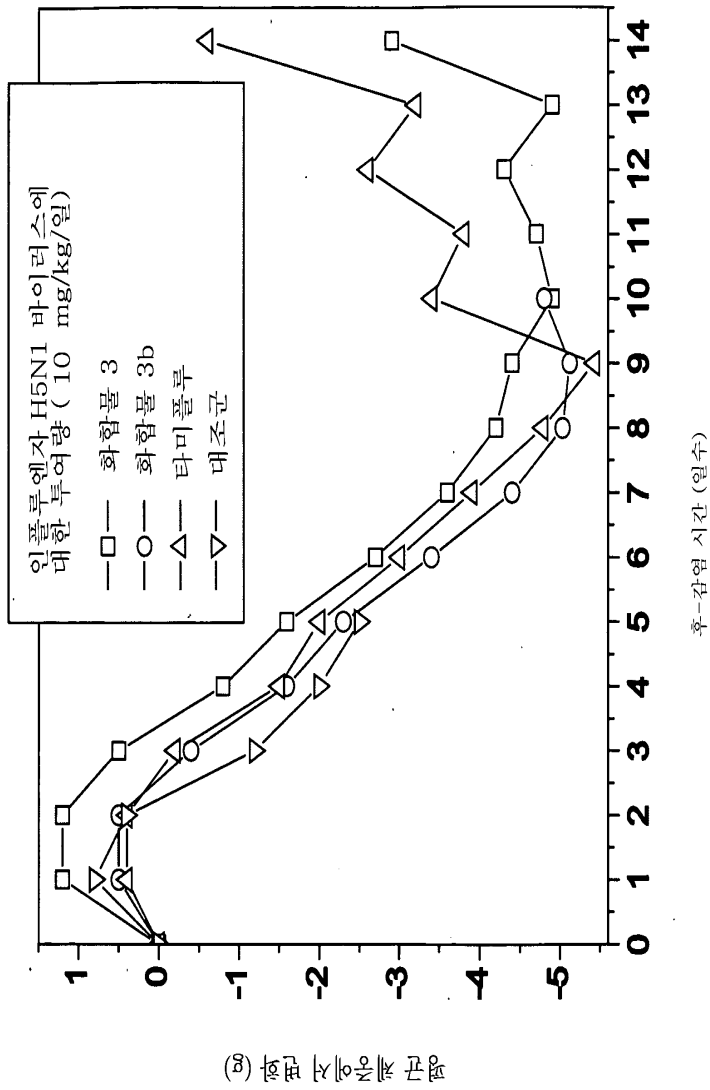 인플루엔자 H5N1 바이러스에
대한 투여량 ( 10 mg/kg/일)
화합물 3
화합물 3b
타미플루
대조군
1
0
-1
-2
-3
-4
-5
0 1 2 3 4 5 6 7 8 9 10 11 12 13 14
평균 체중에서 변화 (g)
후-감염 시간 (일수)